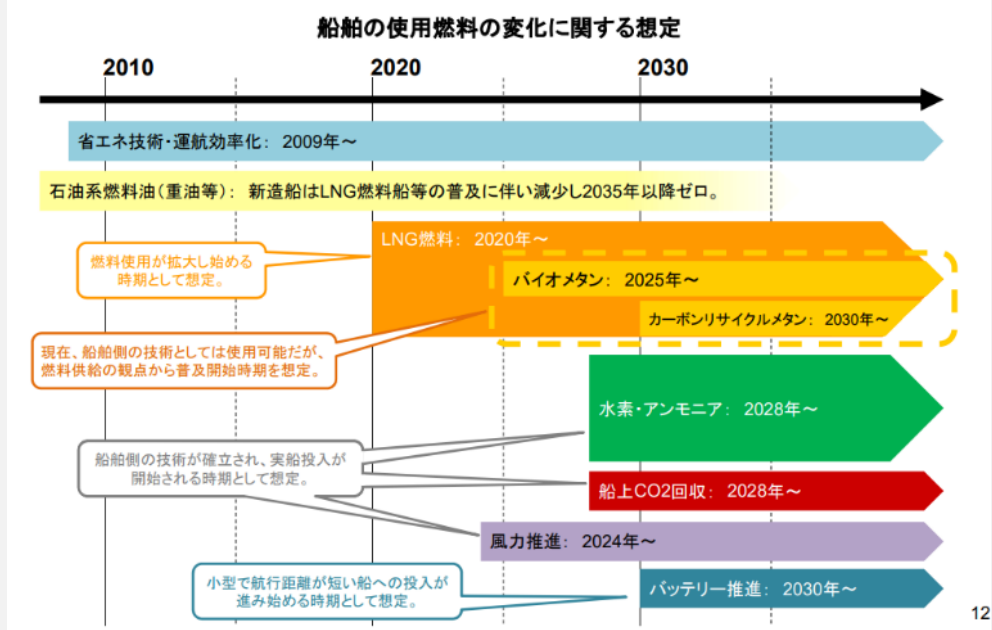 船舶の使用燃料の変化に関する想定
2010
2020
2030
省エネ技術・運航効率化： 2009年～
石油系燃料油（重油等）： 新造船はLNG燃料船等の普及に伴い減少し2035年以降ゼロ。
LNG燃料： 2020年～
燃料使用が拡大し始める
時期として想定。
バイオメタン： 2025年～
カーボンリサイクルメタン： 2030年～
現在、船舶側の技術としては使用可能だが、
燃料供給の観点から普及開始時期を想定。
水素・アンモニア： 2028年～
船舶側の技術が確立され、実船投入が
開始される時期として想定。
船上CO2回収： 2028年～
風力推進： 2024年～
小型で航行距離が短い船への投入が
進み始める時期として想定。
バッテリー推進： 2030年～
12